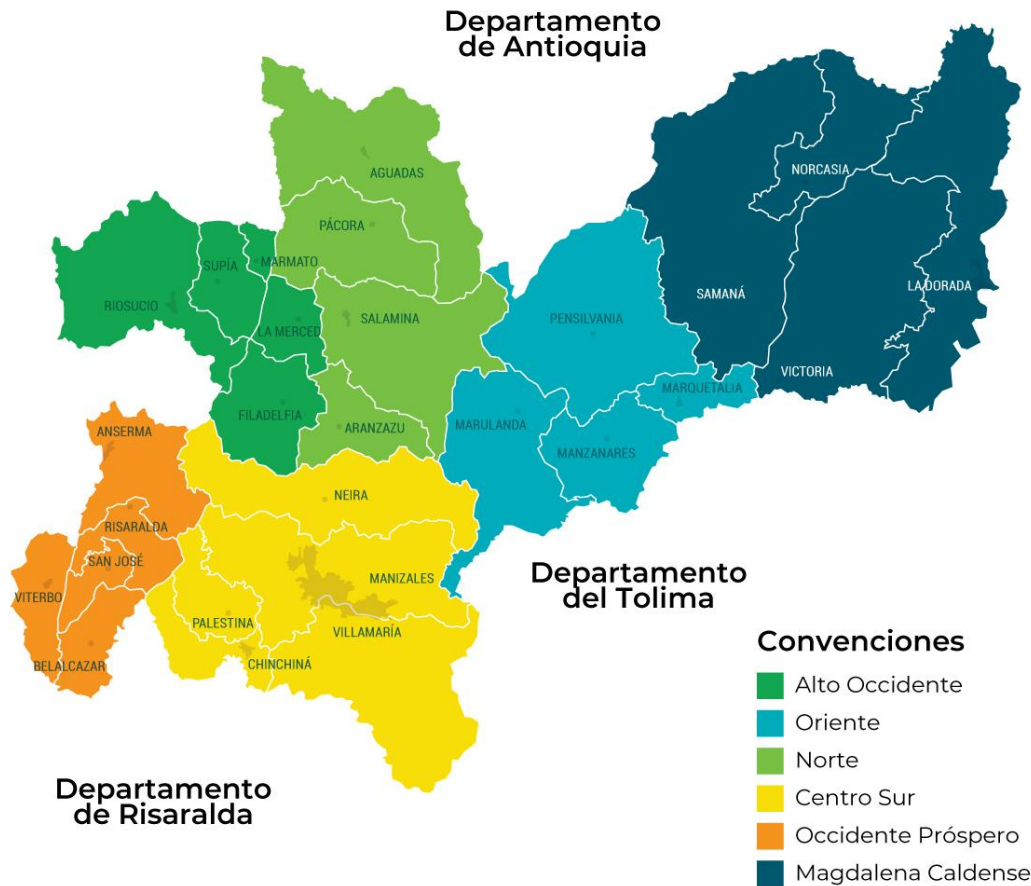 Departamento
de Antioquia
NORCASIA
AGUADAS
PÁCORA
SUPÍA
MARMATO
RIOSUCIO
LA MERCED
SALAMINA
PENSILVANIA
SAMANÁ
LA DORADA
VICTORIA
MARQUETALIA
FILADELFIA
ARANZAZU
MARULANDA
MANZANARES
ANSERMA
NEIRA
RISARALDA
SAN JOSÉ
VITERBO
MANIZALES
PALESTINA
VILLAMARÍA
BELALCAZAR
CHINCHINÁ
Departamento
del Tolima
Departamento
de Risaralda
Convenciones
Alto Occidente
Oriente
Norte
Centro Sur
Occidente Próspero
Magdalena Caldense